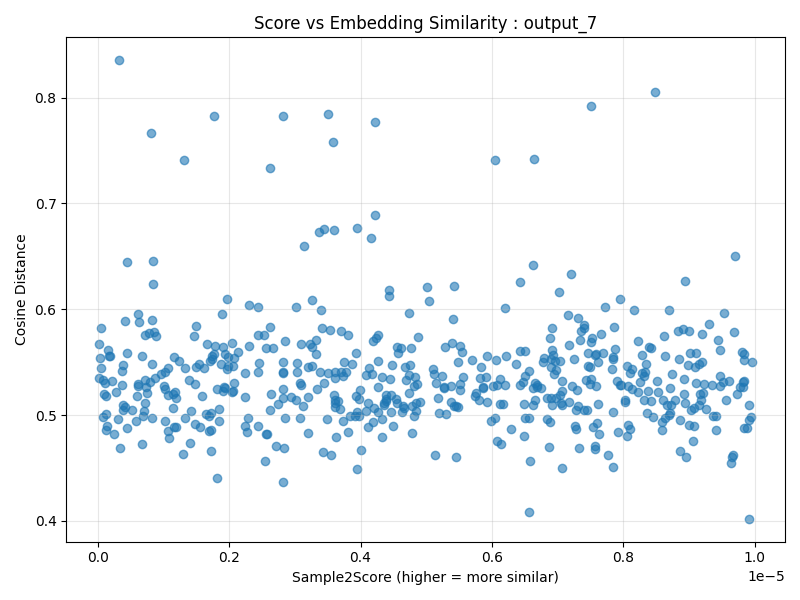 Score vs Embedding Similarity : output_7
Cosine Distance
0.8
0.7
0.6
0.5
0.4
0.0
0.2
0.4
0.6
0.8
1.0
1e−5
Sample2Score (higher = more similar)